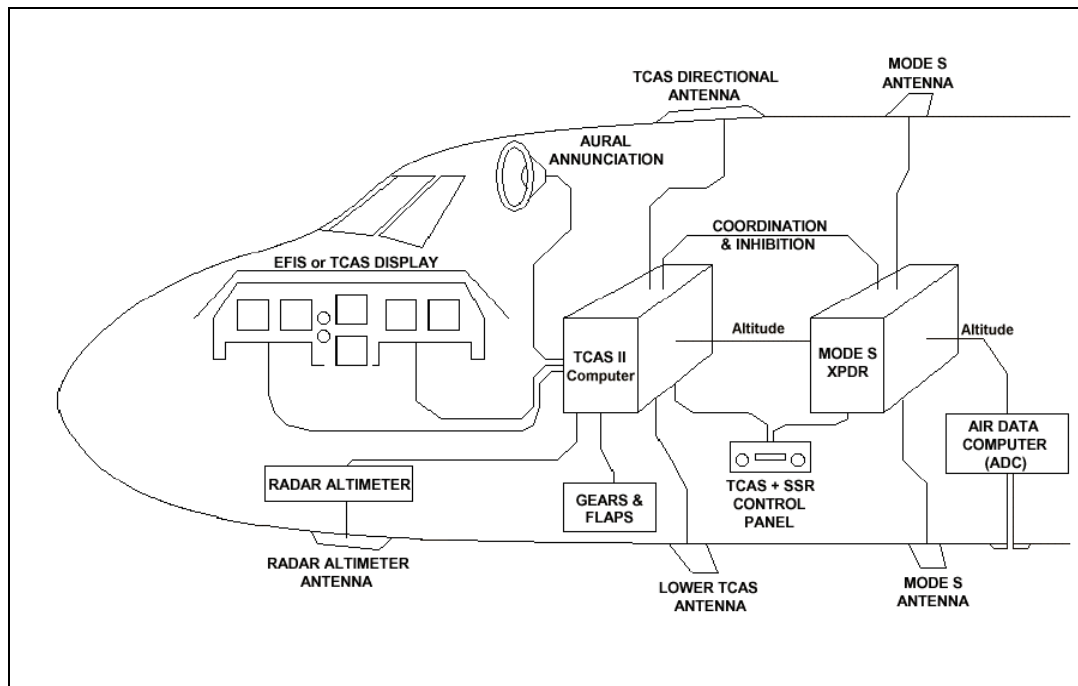 TCAS DIRECTIONAL
ANTENNA
MODE S
ANTENNA
AURAL
ANNUNCIATION
COORDINATION
& INHIBITION
EFIS or TCAS DISPLAY
Altitude
Altitude
TCAS II
Computer
MODE S
XPDR
AIR DATA
COMPUTER
(ADC)
RADAR ALTIMETER
GEARS &
FLAPS
TCAS + SSR
CONTROL
PANEL
RADAR ALTIMETER
ANTENNA
LOWER TCAS
ANTENNA
MODE S
ANTENNA